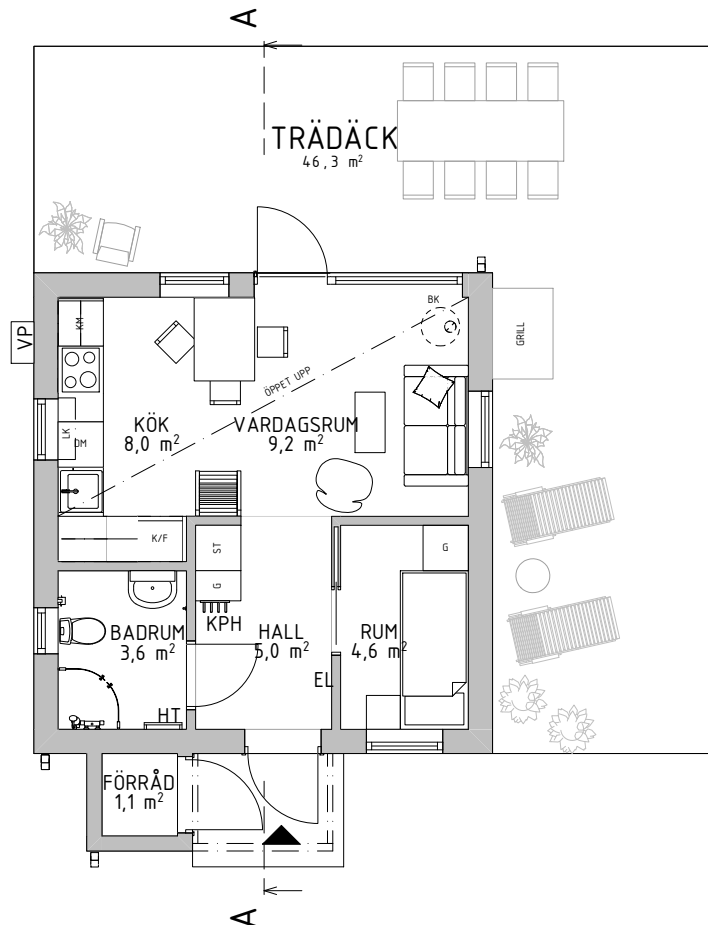 A
TRÄDÄCK
46,3 m²
BK
VP
KM
GRILL
ÖPPET UPP
KÖK
8,0 m²
VARDAGSRUM
9,2 m²
LK
DM
K/F
ST
G
G
KPH
BADRUM
3,6 m²
HALL
5,0 m²
RUM
4,6 m²
EL
HT
FÖRRÅD
1,1 m²
A